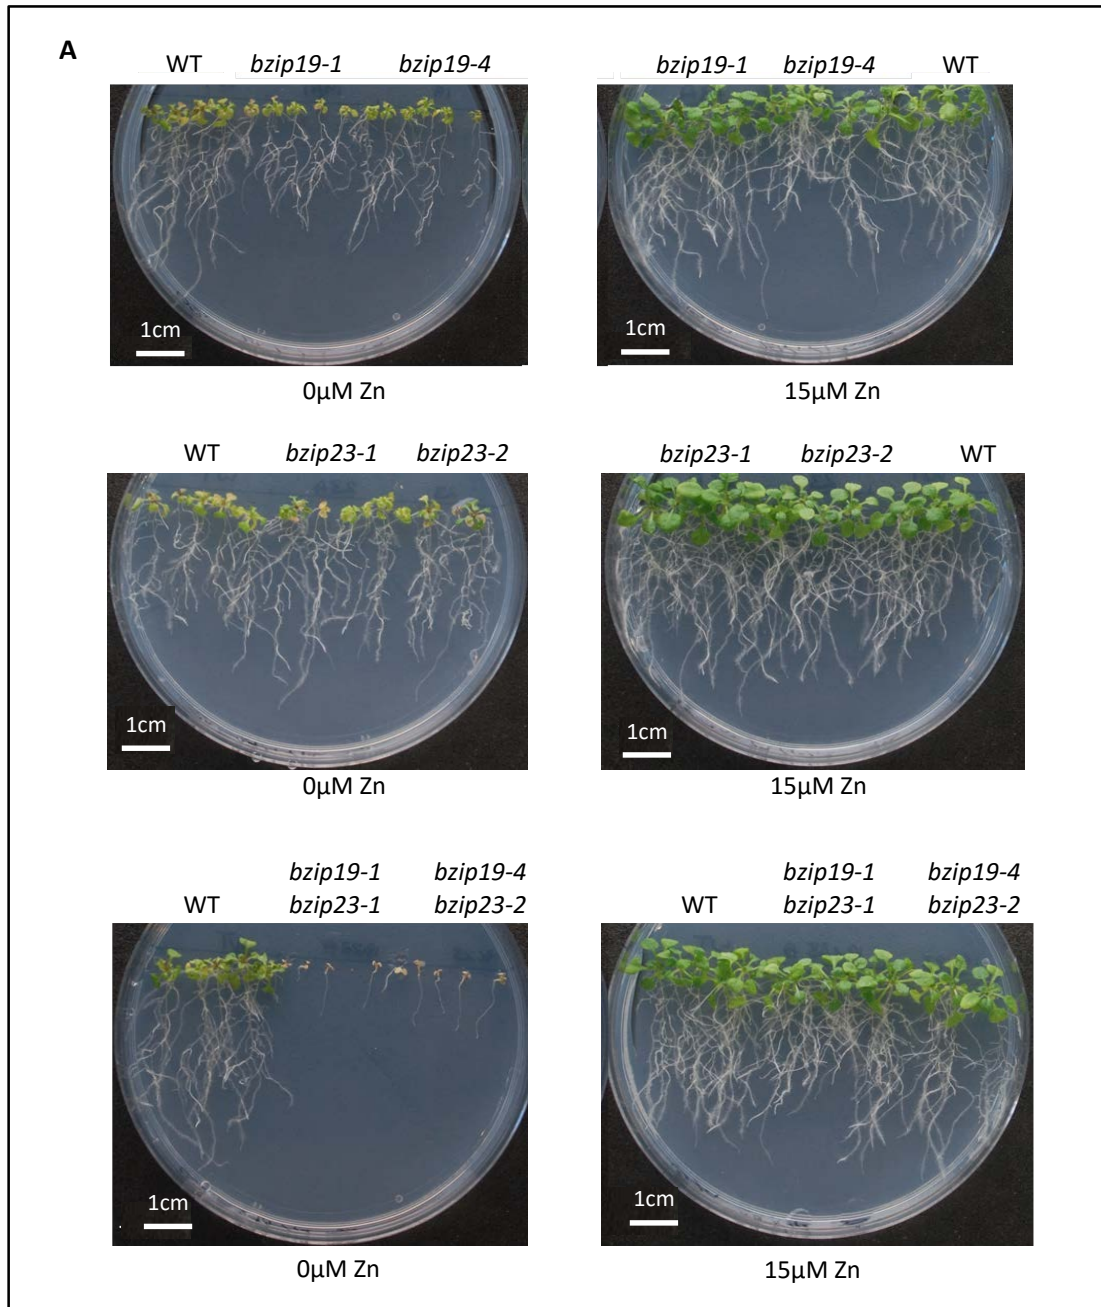 A
WT bzip19-1 bzip19-4
bzip19-1 bzip19-4 WT
1cm
1cm
0µM Zn
15µM Zn
WT bzip23-1 bzip23-2
bzip23-1 bzip23-2 WT
1cm
1cm
0µM Zn
15µM Zn
bzip19-1 bzip19-4
WT bzip23-1 bzip23-2
bzip19-1 bzip19-4
WT bzip23-1 bzip23-2
1cm
1cm
0µM Zn
15µM Zn